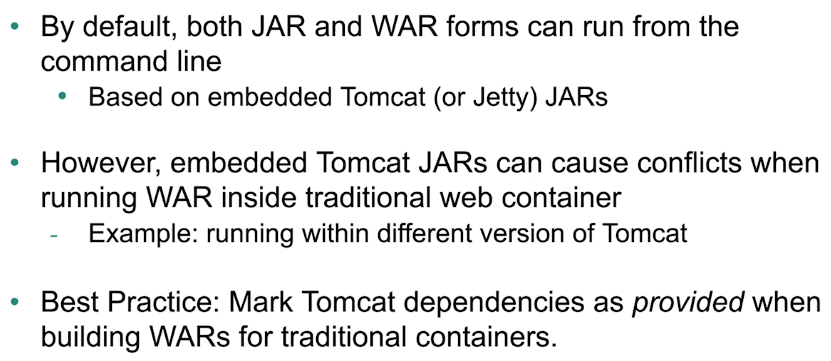 • By default, both JAR and WAR forms can run from the
command line
• Based on embedded Tomcat (or Jetty) JARs
• However, embedded Tomcat JARs can cause conflicts when
running WAR inside traditional web container
- Example: running within different version of Tomcat
• Best Practice: Mark Tomcat dependencies as provided when
building WARs for traditional containers.